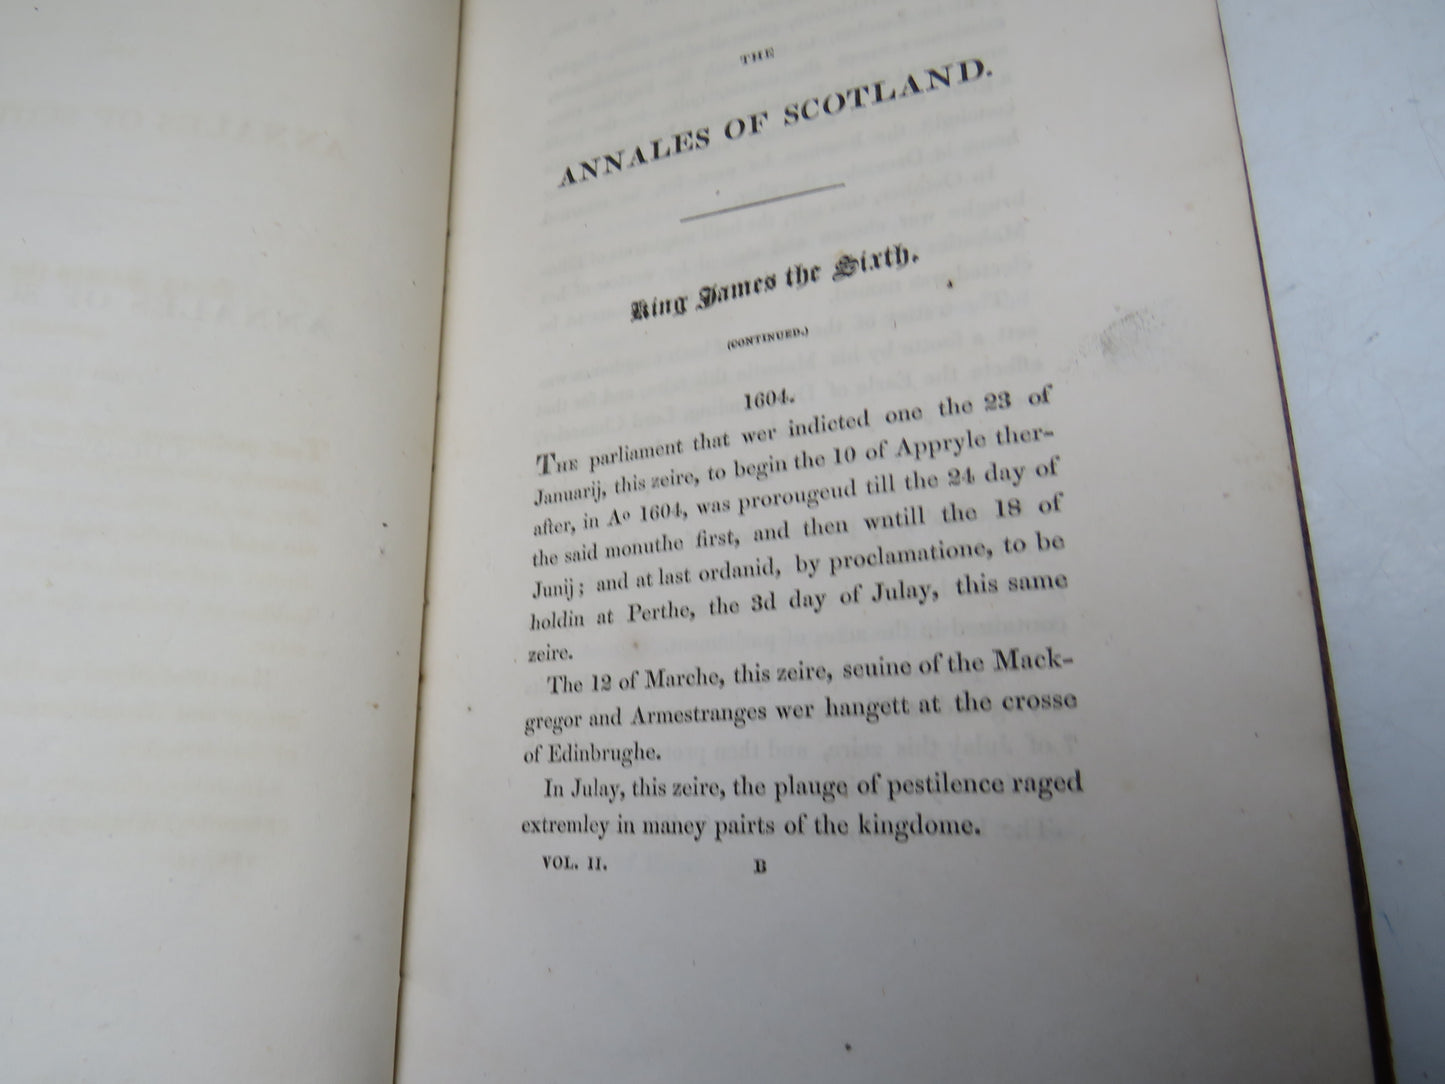 THE
ANNALES OF SCOTLAND.
King James the Sixth.
(CONTINUED.)
1604.
THE parliament that wer indicted one the 23 of
Januarij, this zeire, to begin the 10 of Appryle ther-
after, in Aº 1604, was prorougeud till the 24 day of
the said monuthe first, and then wntill the 18 of
Junij; and at last ordanid, by proclamatione, to be
holdin at Perthe, the 3d day of Julay, this same
zeire.
The 12 of Marche, this zeire, seuine of the Mack-
gregor and Armestranges wer hangett at the crosse
of Edinbrughe.
In Julay, this zeire, the plauge of pestilence raged
extremley in maney pairts of the kingdome.
VOL. II. B